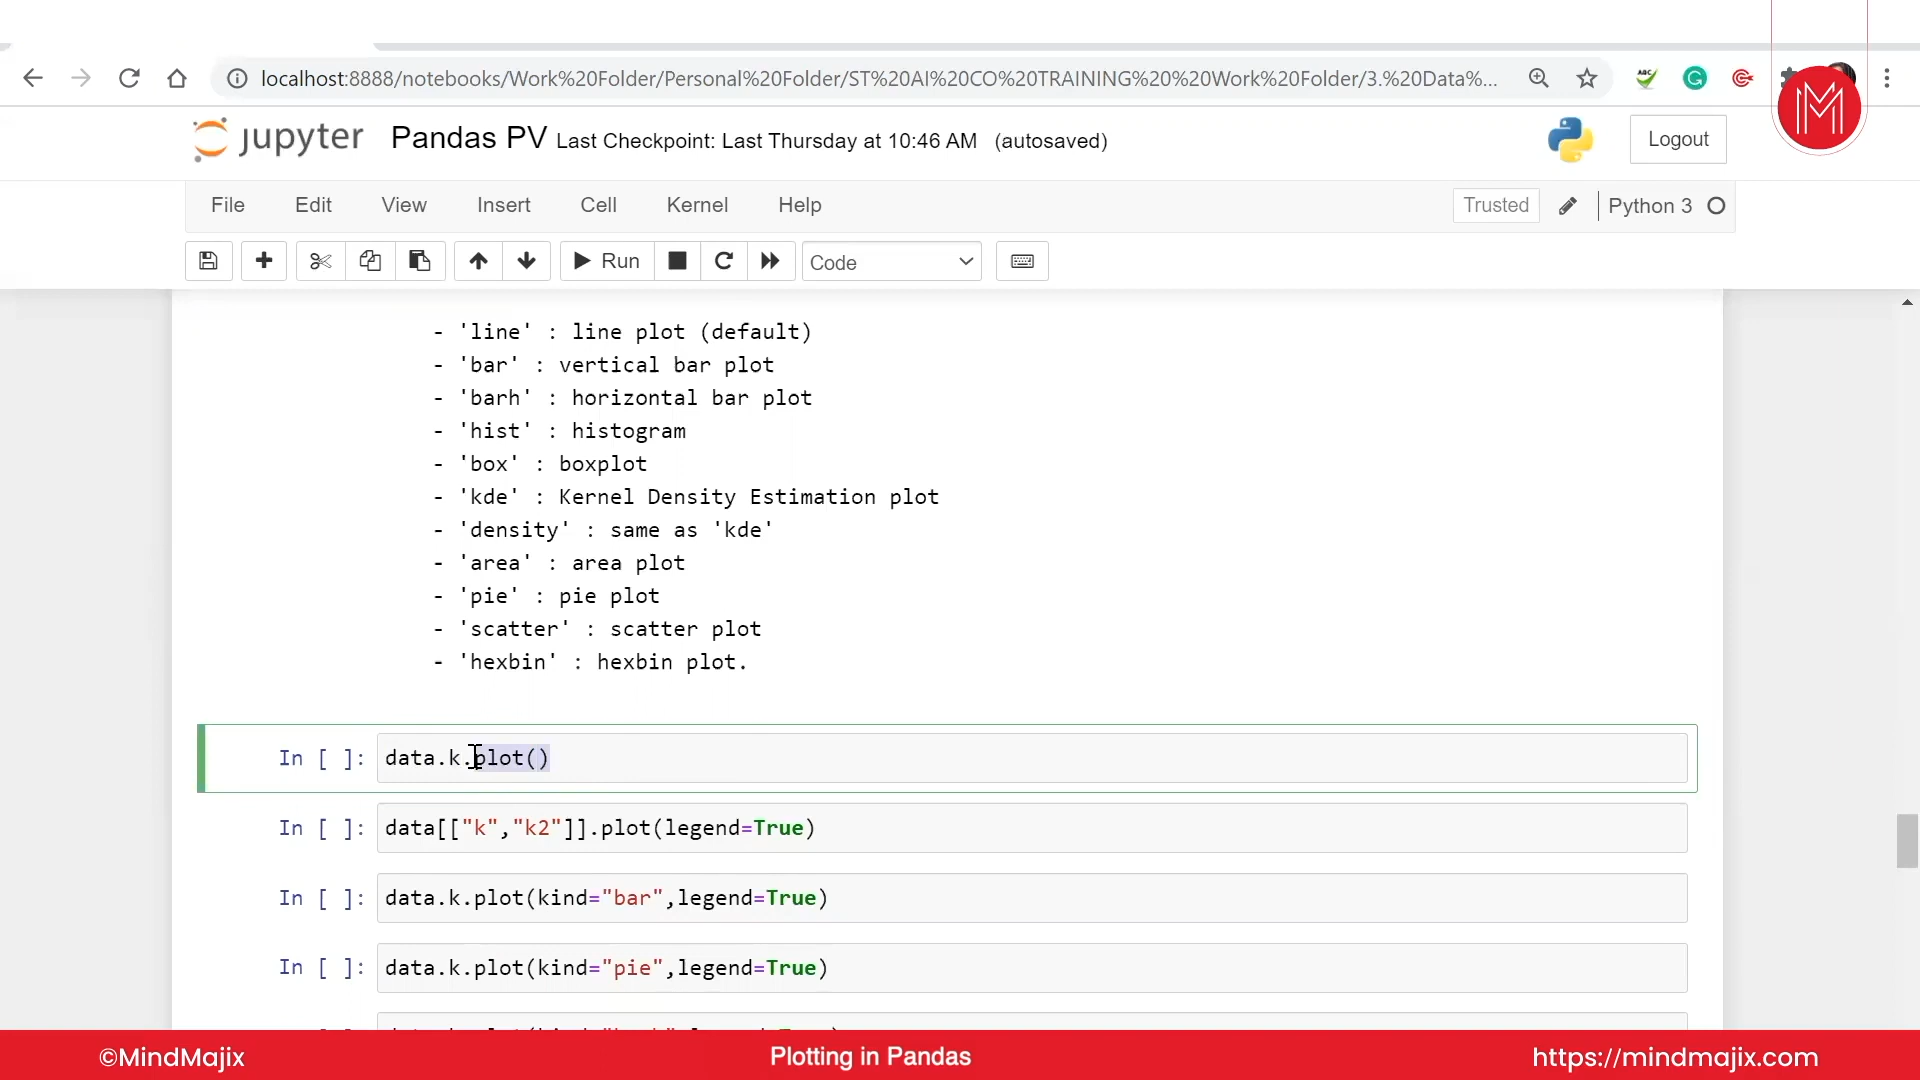 localhost:8888/notebooks/Work%20Folder/Personal%20Folder/ST%20AI%20CO%20TRAINING%20%20Work%20Folder/3.%20Data%...
ABC
jupyter Pandas PV Last Checkpoint: Last Thursday at 10:46 AM (autosaved)
Logout
File Edit View Insert Cell Kernel Help
Trusted
Python 3
Run
Code
- 'line' : line plot (default)
- 'bar' : vertical bar plot
- 'barh' : horizontal bar plot
- 'hist' : histogram
- 'box' : boxplot
- 'kde' : Kernel Density Estimation plot
- 'density' : same as 'kde'
- 'area' : area plot
- 'pie' : pie plot
- 'scatter' : scatter plot
- 'hexbin' : hexbin plot.
In [ ]: data.k.plot()
In [ ]: data[["k","k2"]].plot(legend=True)
In [ ]: data.k.plot(kind="bar",legend=True)
In [ ]: data.k.plot(kind="pie",legend=True)
©MindMajix
Plotting in Pandas
https://mindmajix.com